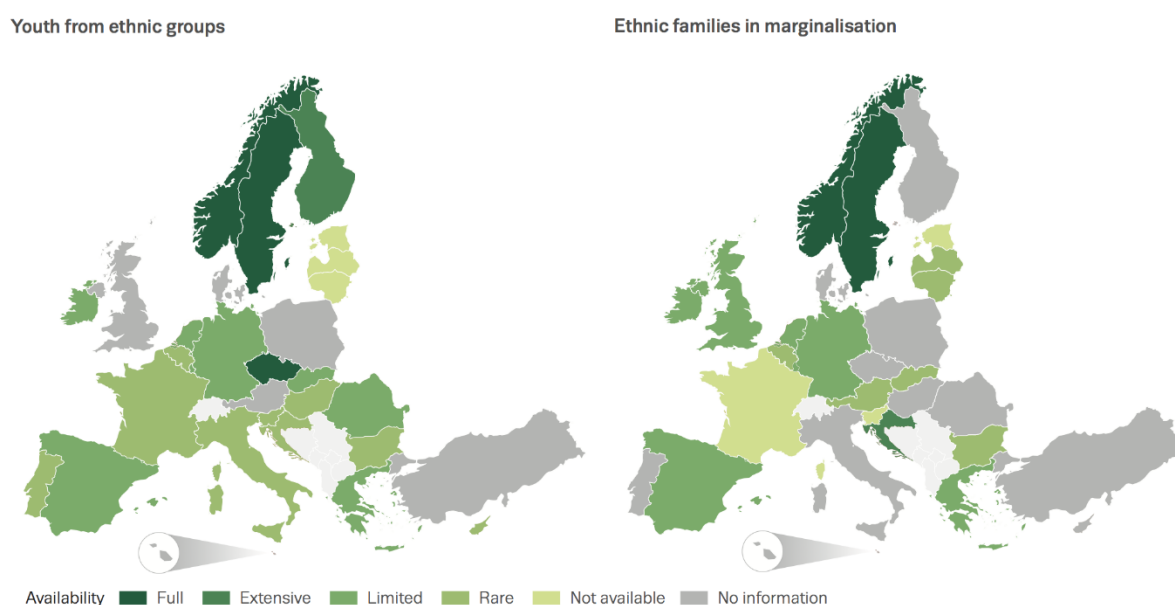 Youth from ethnic groups
Ethnic families in marginalisation
Availability Full Extensive Limited Rare Not available No information